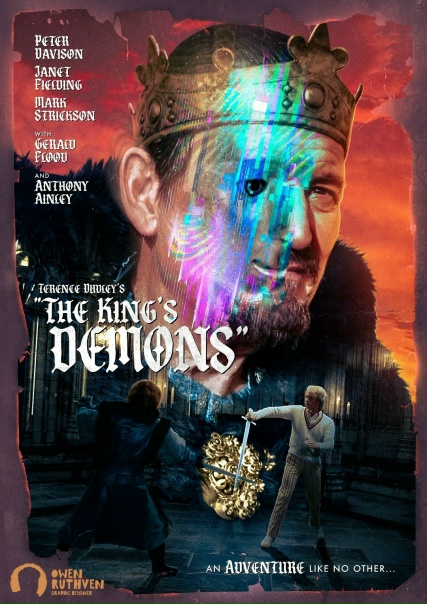 PETER
DAVISON
JANET
FIELDING
MARK
STRICKSON
WITH
GERALD
FLOOD
AND
ANTHONY
AINLEY
TERENCE DUDLEY'S
"THE KING'S
DEMONS"
AN ADVENTURE LIKE NO OTHER...
OWEN
RUTHVEN
GRAPHIC DESIGNER